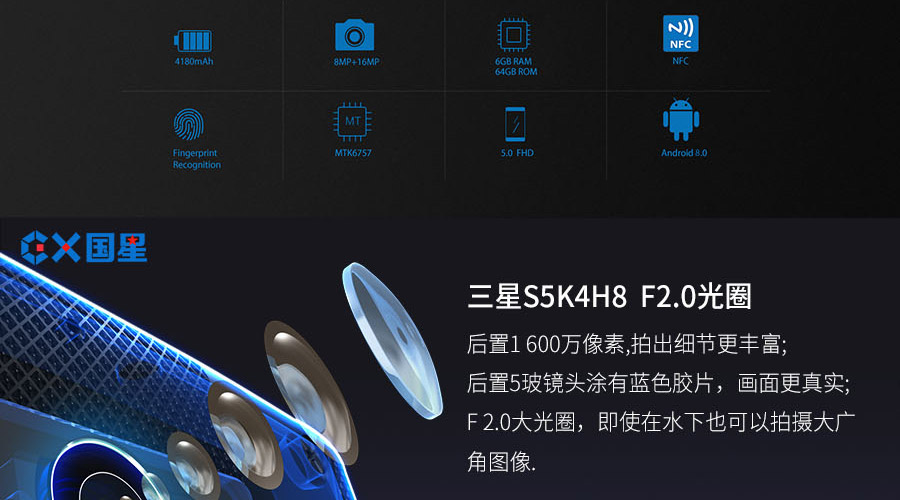 4180mAh
8MP+16MP
6GB RAM
64GB ROM
NFC
NFC
Fingerprint
Recognition
MT
MTK6757
5.0 FHD
Android 8.0
CX国星
三星S5K4H8 F2.0光圈
后置1 600万像素,拍出细节更丰富;
后置5玻镜头涂有蓝色胶片，画面更真实;
F 2.0大光圈，即使在水下也可以拍摄大广
角图像.